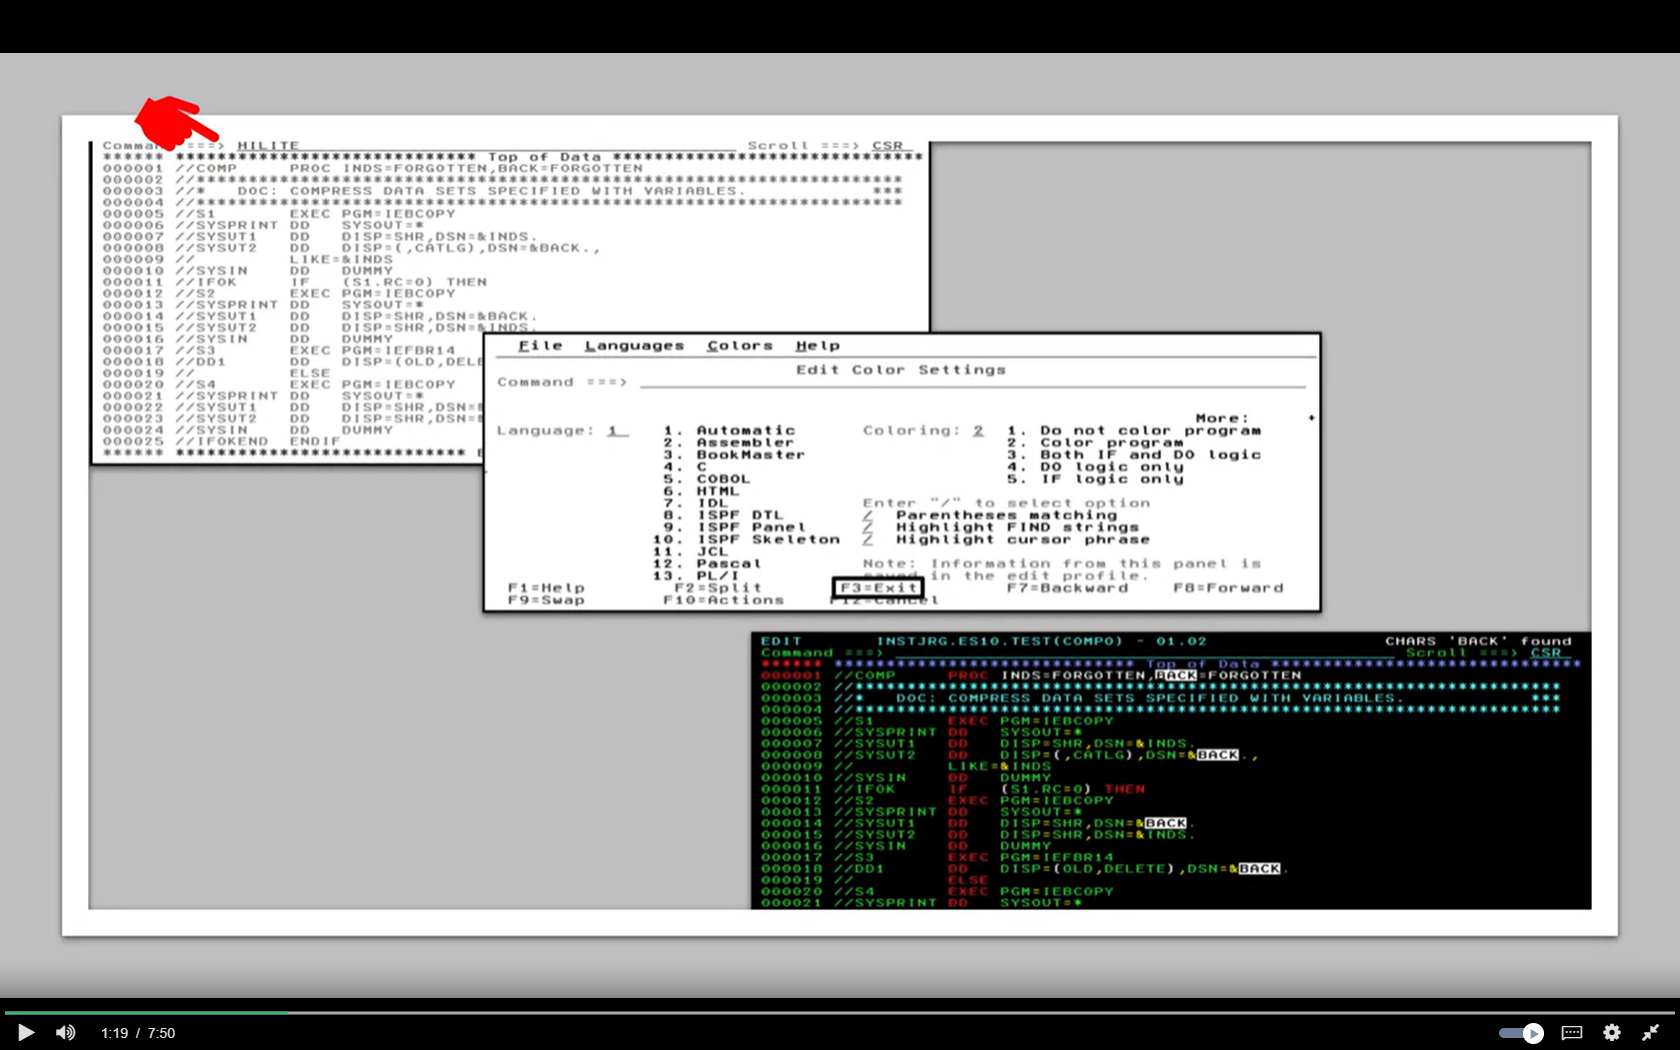 Command ===> HILITE Scroll ===> CSR
****** ***************************** Top of Data ******************************
000001 //COMP PROC INDS=FORGOTTEN,BACK=FORGOTTEN
000002 //*********************************************************************
000003 //* DOC: COMPRESS DATA SETS SPECIFIED WITH VARIABLES. ***
000004 //*********************************************************************
000005 //S1 EXEC PGM=IEBCOPY
000006 //SYSPRINT DD SYSOUT=*
000007 //SYSUT1 DD DISP=SHR,DSN=&INDS.
000008 //SYSUT2 DD DISP=(,CATLG),DSN=&BACK.,
000009 // LIKE=&INDS
000010 //SYSIN DD DUMMY
000011 //IFOK IF (S1.RC=0) THEN
000012 //S2 EXEC PGM=IEBCOPY
000013 //SYSPRINT DD SYSOUT=*
000014 //SYSUT1 DD DISP=SHR,DSN=&BACK.
000015 //SYSUT2 DD DISP=SHR,DSN=&INDS.
000016 //SYSIN DD DUMMY
000017 //S3 EXEC PGM=IEFBR14
000018 //DD1 DD DISP=(OLD,DELE
000019 // ELSE
000020 //S4 EXEC PGM=IEBCOPY
000021 //SYSPRINT DD SYSOUT=*
000022 //SYSUT1 DD DISP=SHR,DSN=
000023 //SYSUT2 DD DISP=SHR,DSN=
000024 //SYSIN DD DUMMY
000025 //IFOKEND ENDIF
****** ****************************
File Languages Colors Help
Edit Color Settings
Command ===>
More: +
Language: 1 1. Automatic Coloring: 2 1. Do not color program
2. Assembler 2. Color program
3. BookMaster 3. Both IF and DO logic
4. C 4. DO logic only
5. COBOL 5. IF logic only
6. HTML
7. IDL Enter "/" to select option
8. ISPF DTL / Parentheses matching
9. ISPF Panel / Highlight FIND strings
10. ISPF Skeleton / Highlight cursor phrase
11. JCL
12. Pascal Note: Information from this panel is
13. PL/I saved in the edit profile.
F1=Help F2=Split F3=Exit F7=Backward F8=Forward
F9=Swap F10=Actions F12=Cancel
EDIT INSTJRG.ES10.TEST(COMPO) - 01.02 CHARS 'BACK' found
Command ===> Scroll ===> CSR
****** ***************************** Top of Data ******************************
000001 //COMP PROC INDS=FORGOTTEN,BACK=FORGOTTEN
000002 //*********************************************************************
000003 //* DOC: COMPRESS DATA SETS SPECIFIED WITH VARIABLES. ***
000004 //*********************************************************************
000005 //S1 EXEC PGM=IEBCOPY
000006 //SYSPRINT DD SYSOUT=*
000007 //SYSUT1 DD DISP=SHR,DSN=&INDS.
000008 //SYSUT2 DD DISP=(,CATLG),DSN=&BACK.,
000009 // LIKE=&INDS
000010 //SYSIN DD DUMMY
000011 //IFOK IF (S1.RC=0) THEN
000012 //S2 EXEC PGM=IEBCOPY
000013 //SYSPRINT DD SYSOUT=*
000014 //SYSUT1 DD DISP=SHR,DSN=&BACK.
000015 //SYSUT2 DD DISP=SHR,DSN=&INDS.
000016 //SYSIN DD DUMMY
000017 //S3 EXEC PGM=IEFBR14
000018 //DD1 DD DISP=(OLD,DELETE),DSN=&BACK.
000019 // ELSE
000020 //S4 EXEC PGM=IEBCOPY
000021 //SYSPRINT DD SYSOUT=*
1:19 / 7:50